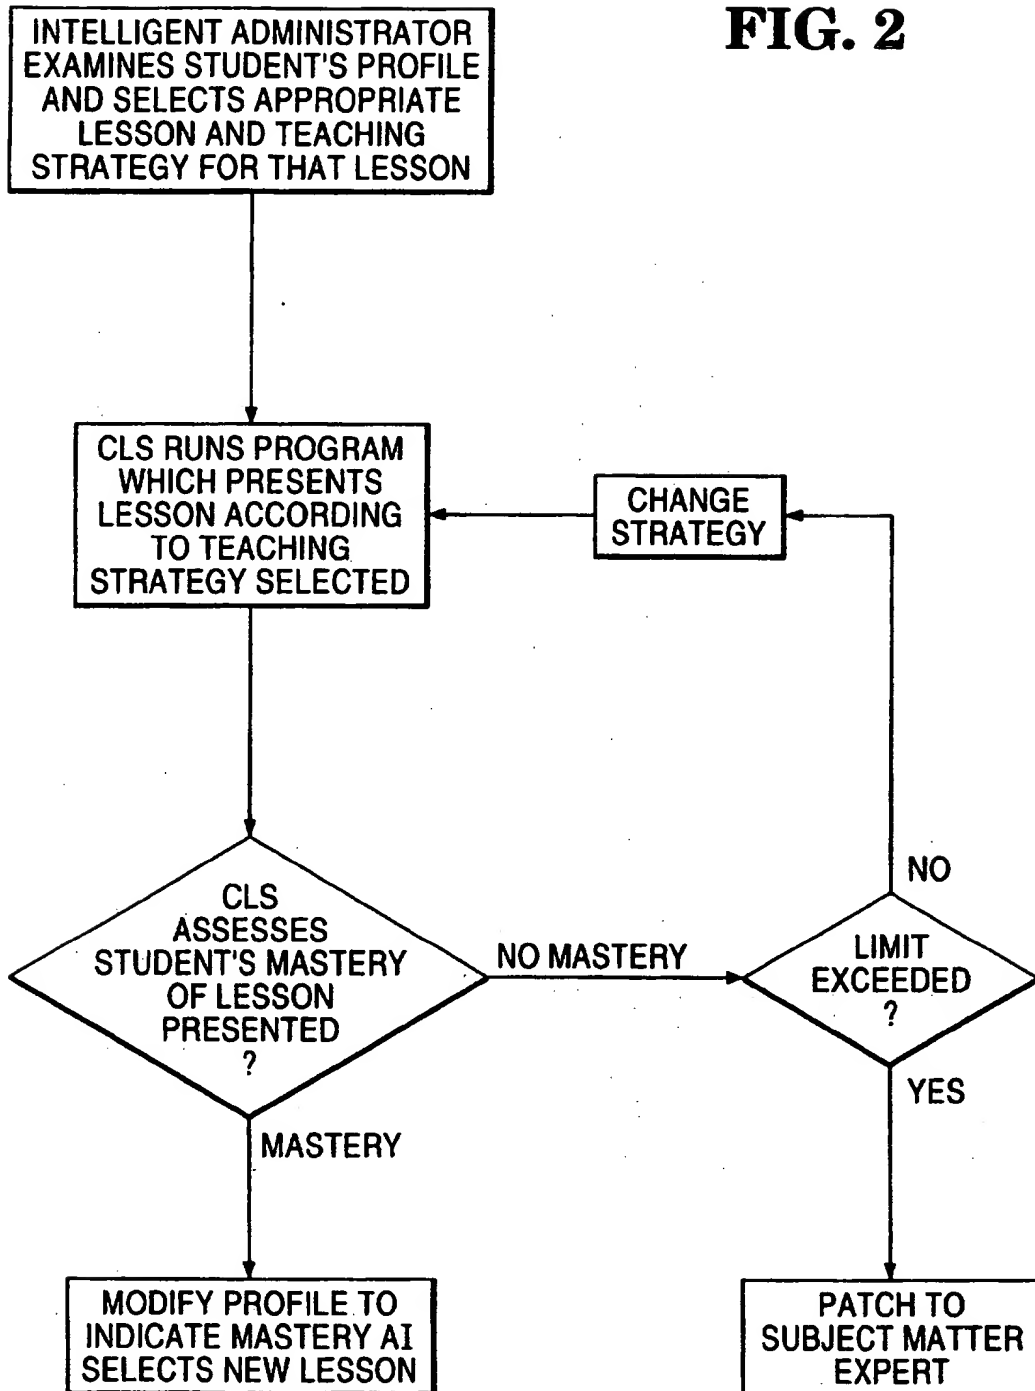 FIG. 2
INTELLIGENT ADMINISTRATOR
EXAMINES STUDENT'S PROFILE
AND SELECTS APPROPRIATE
LESSON AND TEACHING
STRATEGY FOR THAT LESSON
CLS RUNS PROGRAM
WHICH PRESENTS
LESSON ACCORDING
TO TEACHING
STRATEGY SELECTED
CHANGE
STRATEGY
CLS
ASSESSES
STUDENT'S MASTERY
OF LESSON
PRESENTED
?
NO MASTERY
LIMIT
EXCEEDED
?
NO
YES
MASTERY
MODIFY PROFILE TO
INDICATE MASTERY AI
SELECTS NEW LESSON
PATCH TO
SUBJECT MATTER
EXPERT